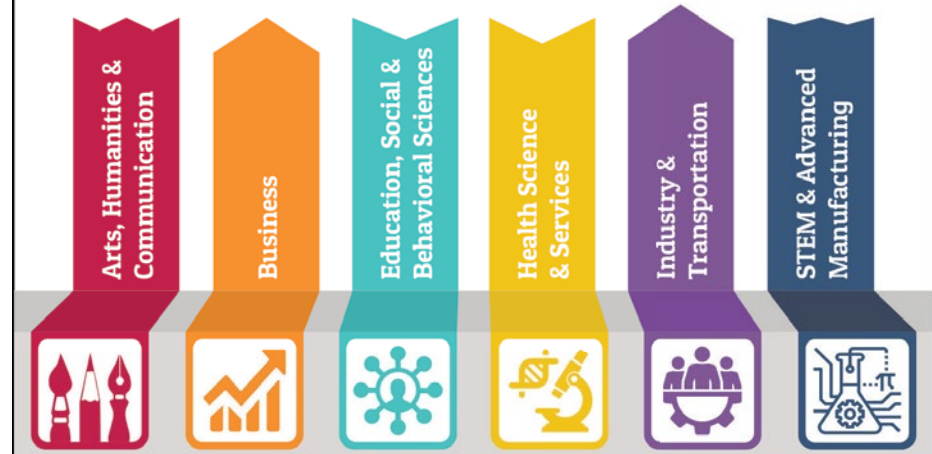 Arts, Humanities &
Communication
Business
Education, Social &
Behavioral Sciences
Health Science
& Services
Industry &
Transportation
STEM & Advanced
Manufacturing
π